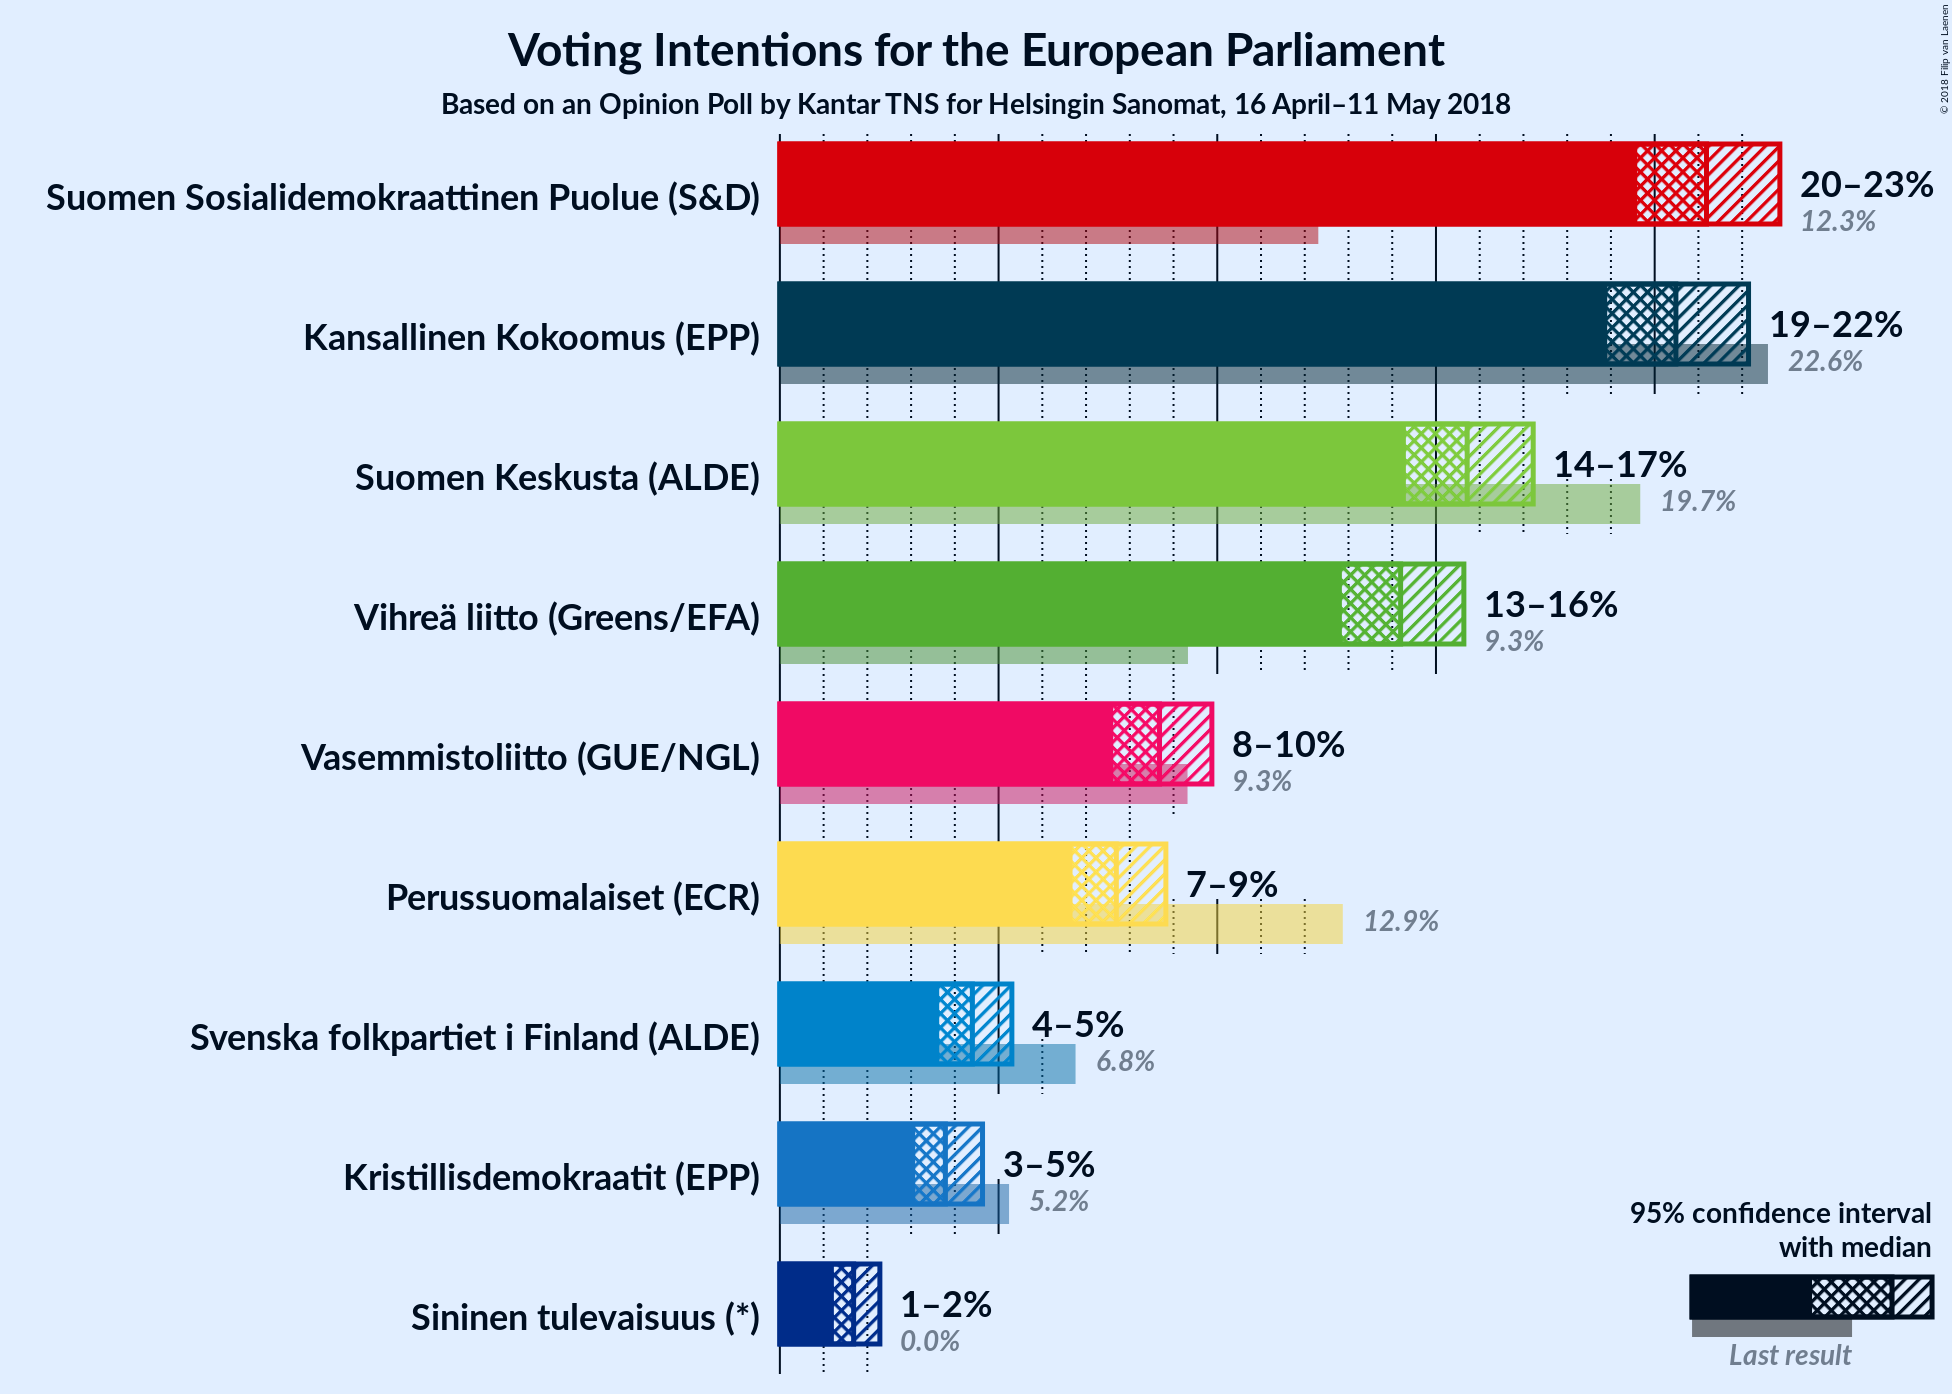 Voting Intentions for the European Parliament
Based on an Opinion Poll by Kantar TNS for Helsingin Sanomat, 16 April–11 May 2018
© 2018 Filip van Laenen
Suomen Sosialidemokraattinen Puolue (S&D)
20–23%
12.3%
Kansallinen Kokoomus (EPP)
19–22%
22.6%
Suomen Keskusta (ALDE)
14–17%
19.7%
Vihreä liitto (Greens/EFA)
13–16%
9.3%
Vasemmistoliitto (GUE/NGL)
8–10%
9.3%
Perussuomalaiset (ECR)
7–9%
12.9%
Svenska folkpartiet i Finland (ALDE)
4–5%
6.8%
Kristillisdemokraatit (EPP)
3–5%
5.2%
Sininen tulevaisuus (*)
1–2%
0.0%
95% confidence interval
with median
Last result